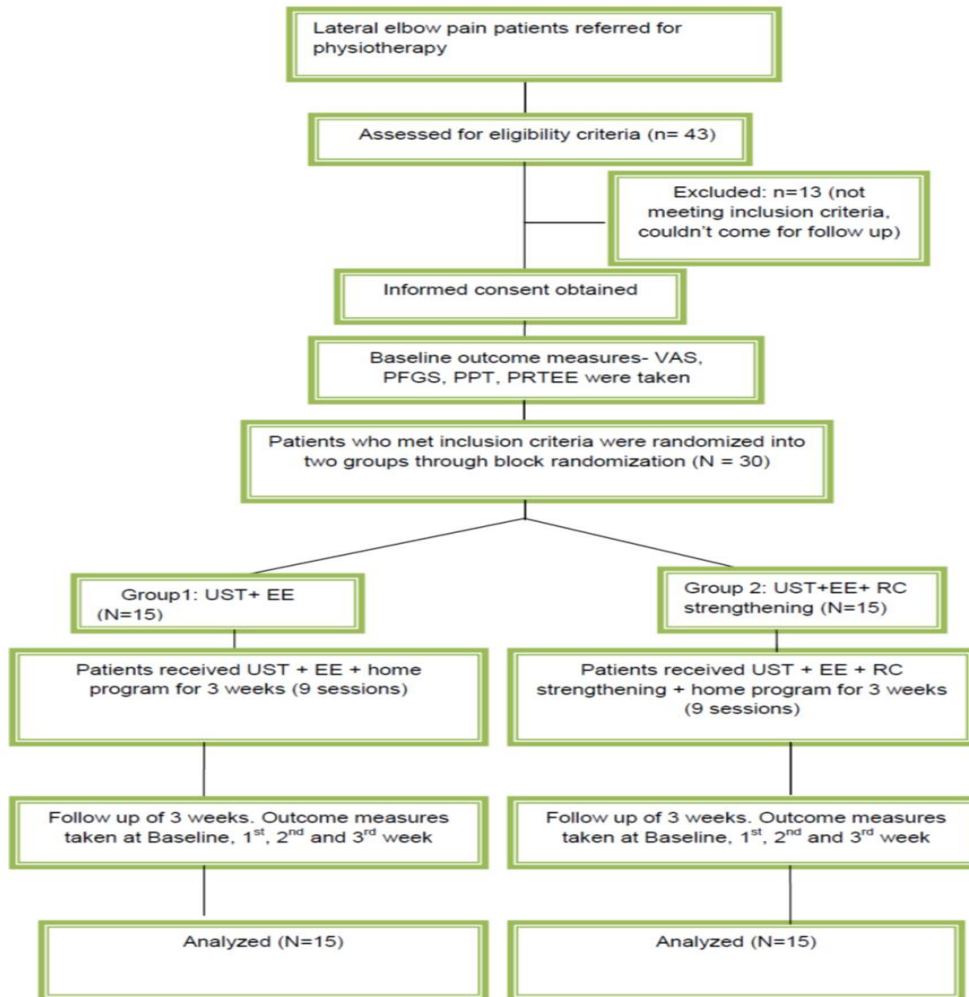 Lateral elbow pain patients referred for
physiotherapy
Assessed for eligibility criteria (n= 43)
Excluded: n=13 (not
meeting inclusion criteria,
couldn't come for follow up)
Informed consent obtained
Baseline outcome measures- VAS,
PFGS, PPT, PRTEE were taken
Patients who met inclusion criteria were randomized into
two groups through block randomization (N = 30)
Group1: UST+ EE
(N=15)
Group 2: UST+EE+ RC
strengthening (N=15)
Patients received UST + EE + home
program for 3 weeks (9 sessions)
Patients received UST + EE + RC
strengthening + home program for 3 weeks
(9 sessions)
Follow up of 3 weeks. Outcome measures
taken at Baseline, 1st, 2nd and 3rd week
Follow up of 3 weeks. Outcome measures
taken at Baseline, 1st, 2nd and 3rd week
Analyzed (N=15)
Analyzed (N=15)